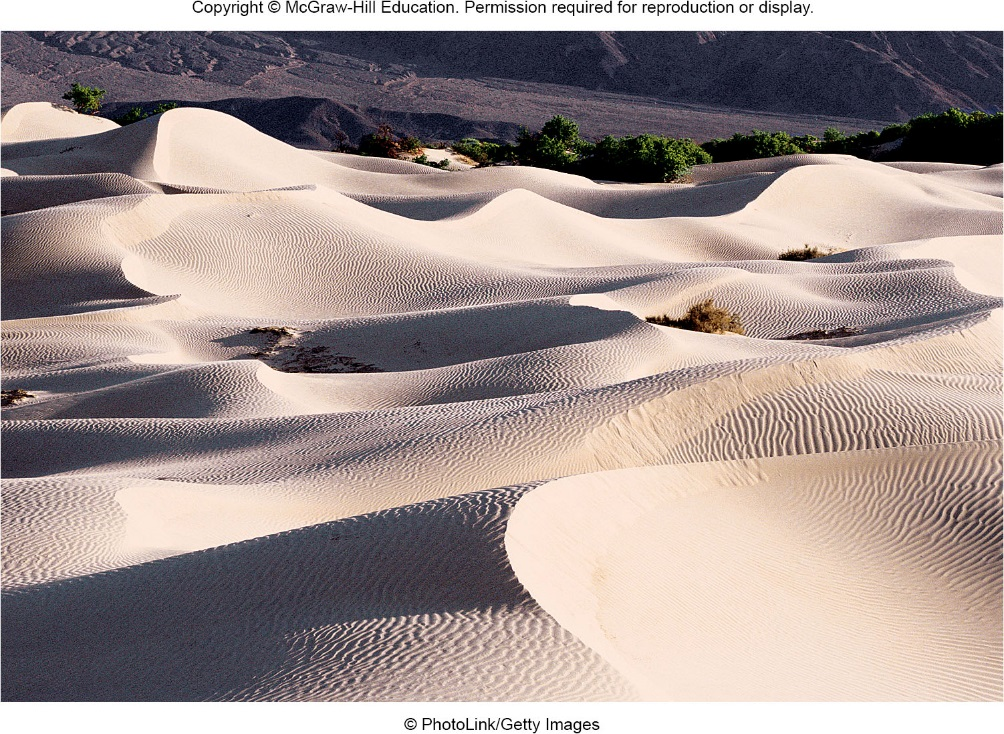 Copyright © McGraw-Hill Education. Permission required for reproduction or display.
© PhotoLink/Getty Images